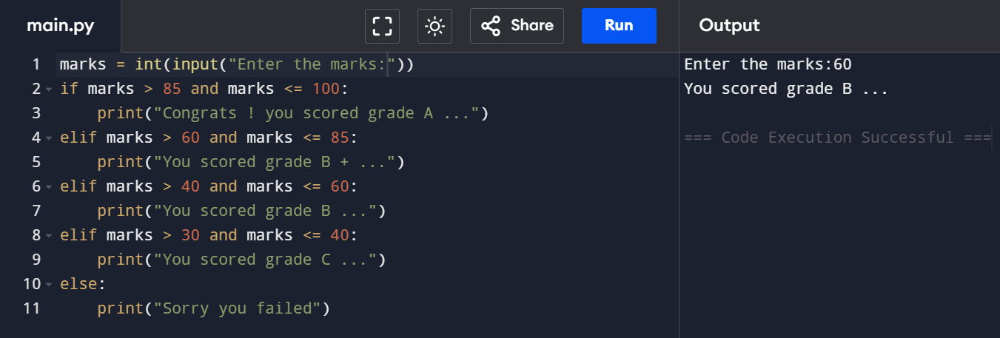 main.py Share Run Output
1 marks = int(input("Enter the marks:"))
2 if marks > 85 and marks <= 100:
3     print("Congrats ! you scored grade A ...")
4 elif marks > 60 and marks <= 85:
5     print("You scored grade B + ...")
6 elif marks > 40 and marks <= 60:
7     print("You scored grade B ...")
8 elif marks > 30 and marks <= 40:
9     print("You scored grade C ...")
10 else:
11     print("Sorry you failed")
Enter the marks:60
You scored grade B ...
=== Code Execution Successful ===